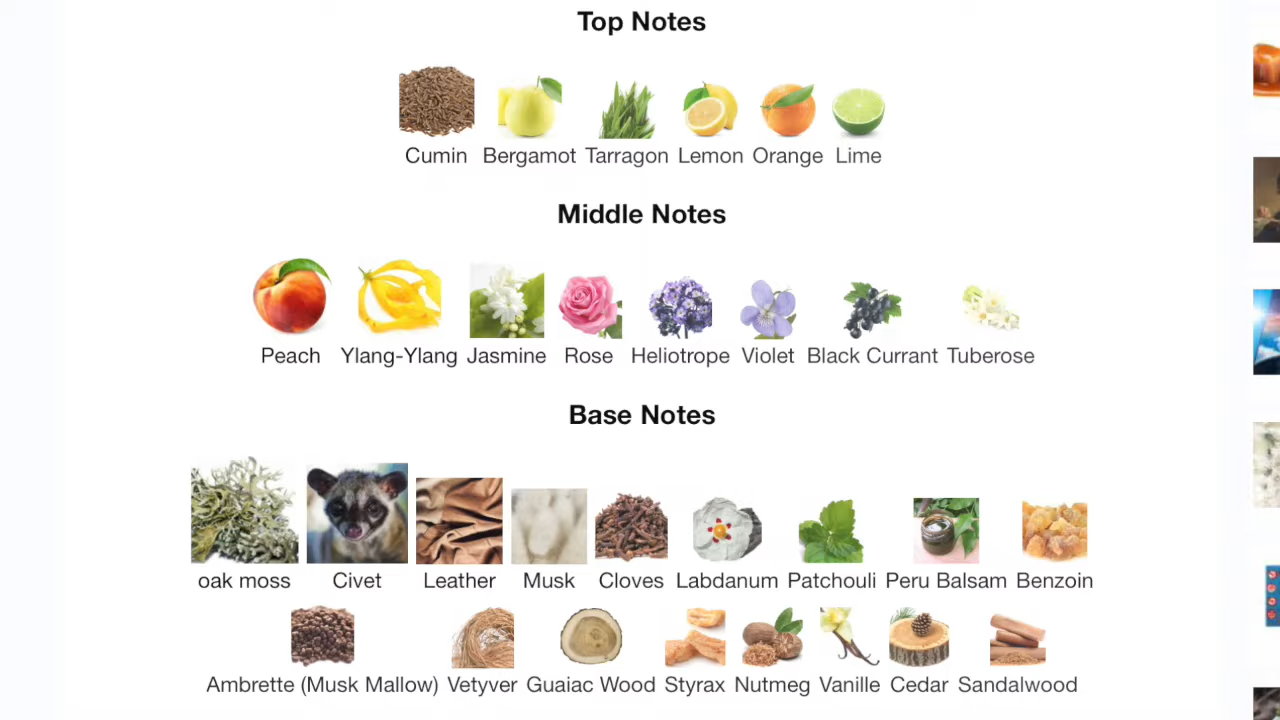 Top Notes
Cumin Bergamot Tarragon Lemon Orange Lime
Middle Notes
Peach Ylang-Ylang Jasmine Rose Heliotrope Violet Black Currant Tuberose
Base Notes
oak moss Civet Leather Musk Cloves Labdanum Patchouli Peru Balsam Benzoin
Ambrette (Musk Mallow) Vetyver Guaiac Wood Styrax Nutmeg Vanille Cedar Sandalwood